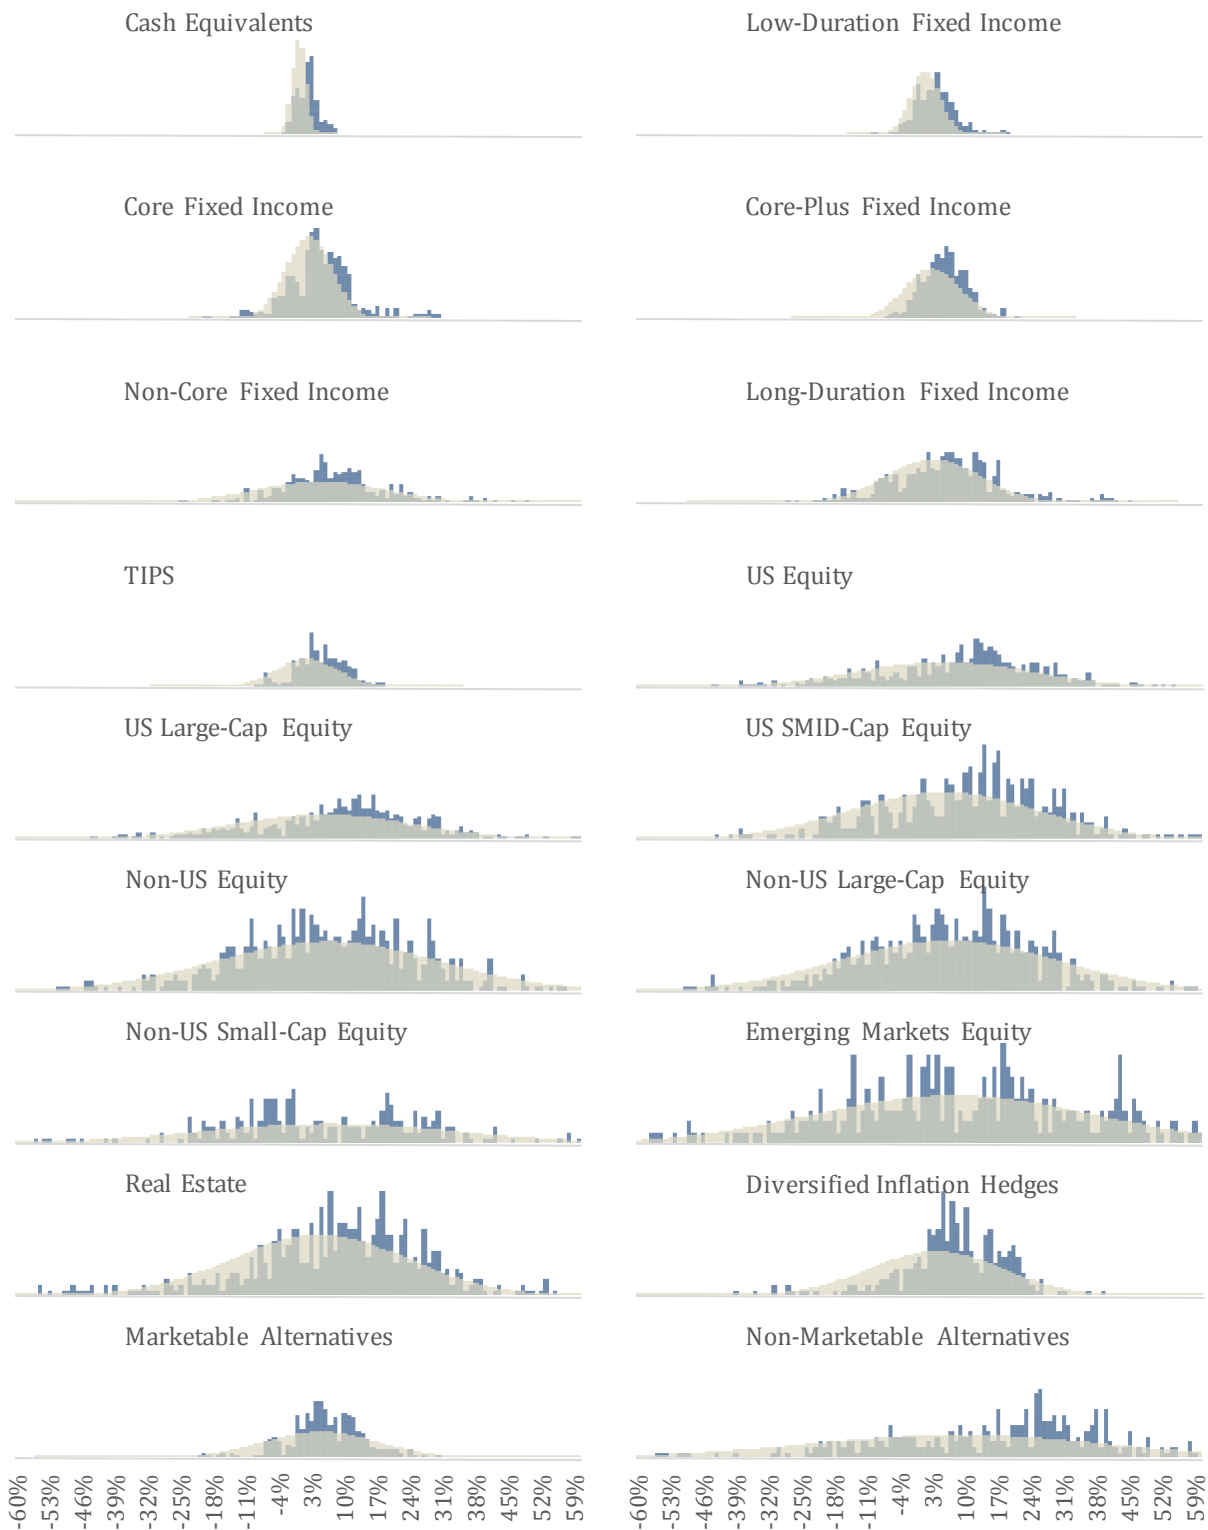 Cash Equivalents
Low-Duration Fixed Income
Core Fixed Income
Core-Plus Fixed Income
Non-Core Fixed Income
Long-Duration Fixed Income
TIPS
US Equity
US Large-Cap Equity
US SMID-Cap Equity
Non-US Equity
Non-US Large-Cap Equity
Non-US Small-Cap Equity
Emerging Markets Equity
Real Estate
Diversified Inflation Hedges
Marketable Alternatives
Non-Marketable Alternatives
-60% -53% -46% -39% -32% -25% -18% -11% -4% 3% 10% 17% 24% 31% 38% 45% 52% 59%
-60% -53% -46% -39% -32% -25% -18% -11% -4% 3% 10% 17% 24% 31% 38% 45% 52% 59%